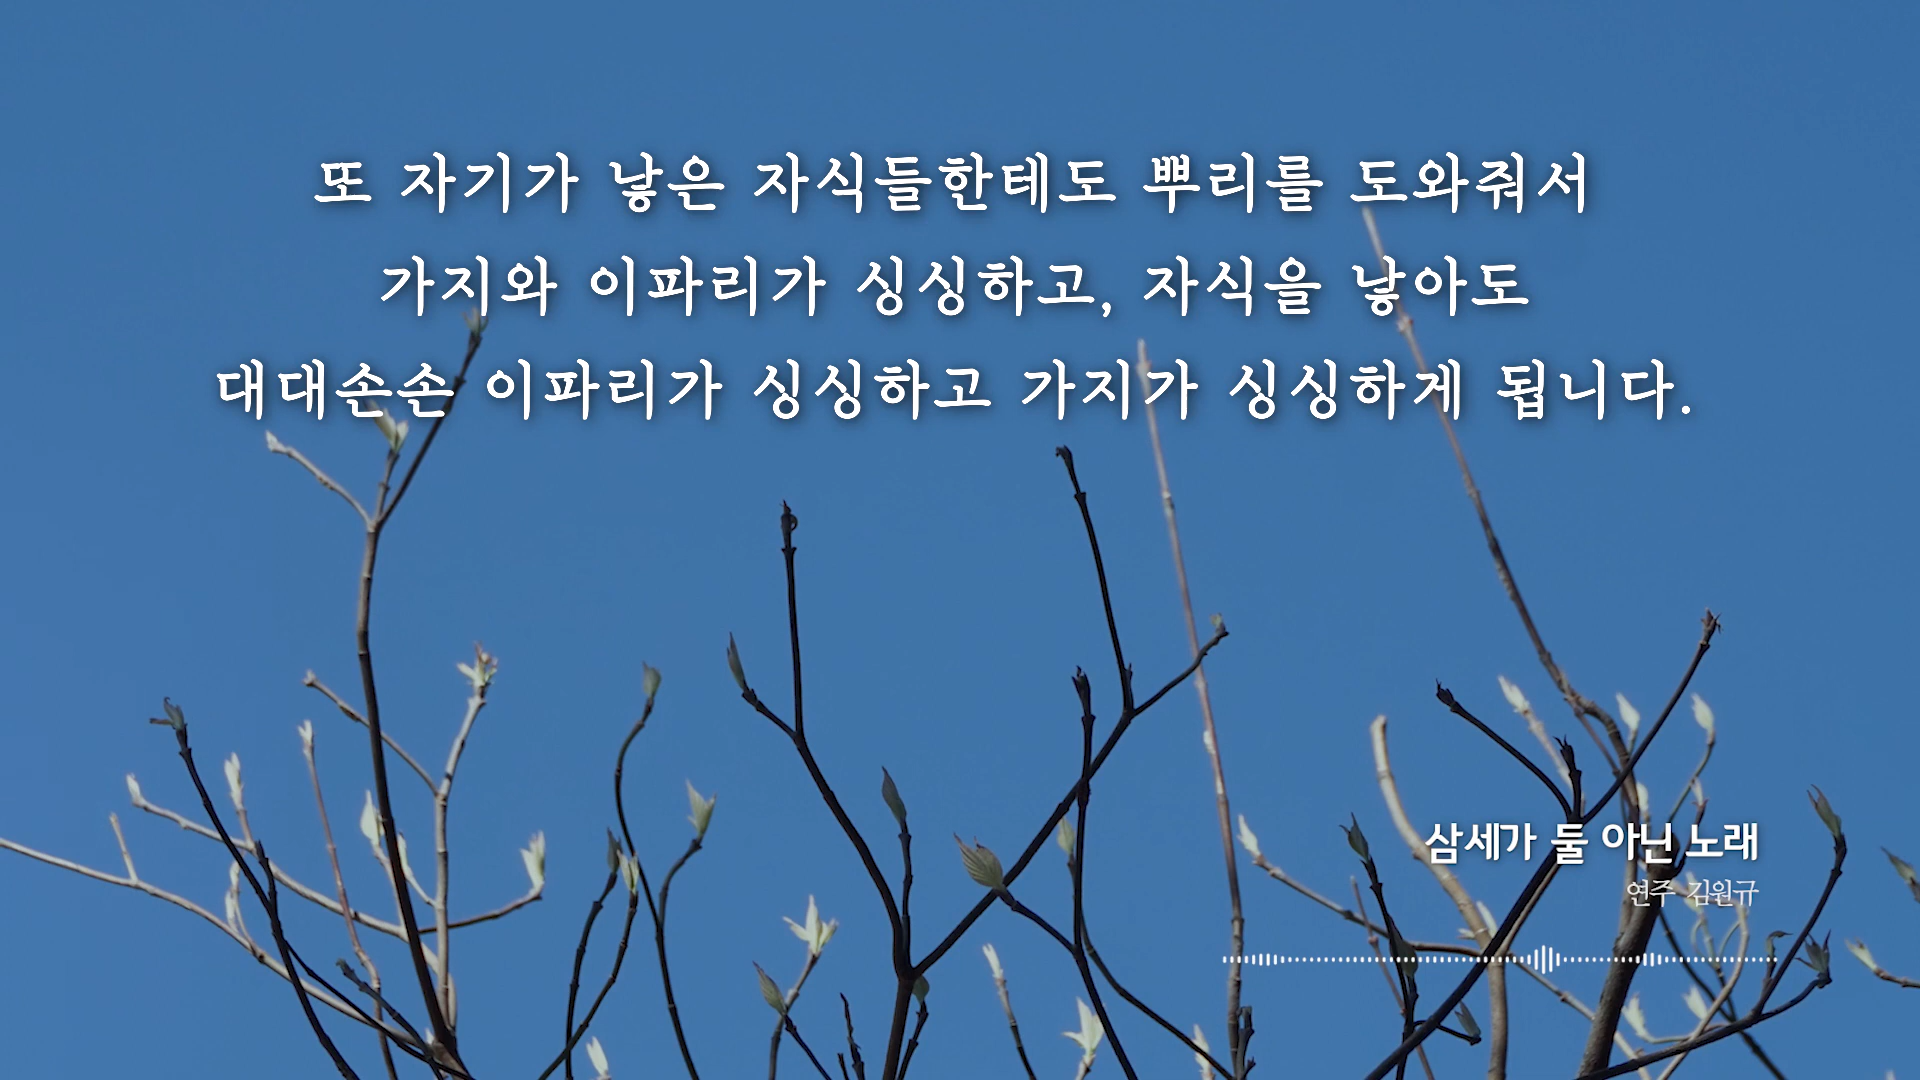 또 자기가 낳은 자식들한테도 뿌리를 도와줘서
가지와 이파리가 싱싱하고, 자식을 낳아도
대대손손 이파리가 싱싱하고 가지가 싱싱하게 됩니다.
삼세가 둘 아닌 노래
연주 김원규